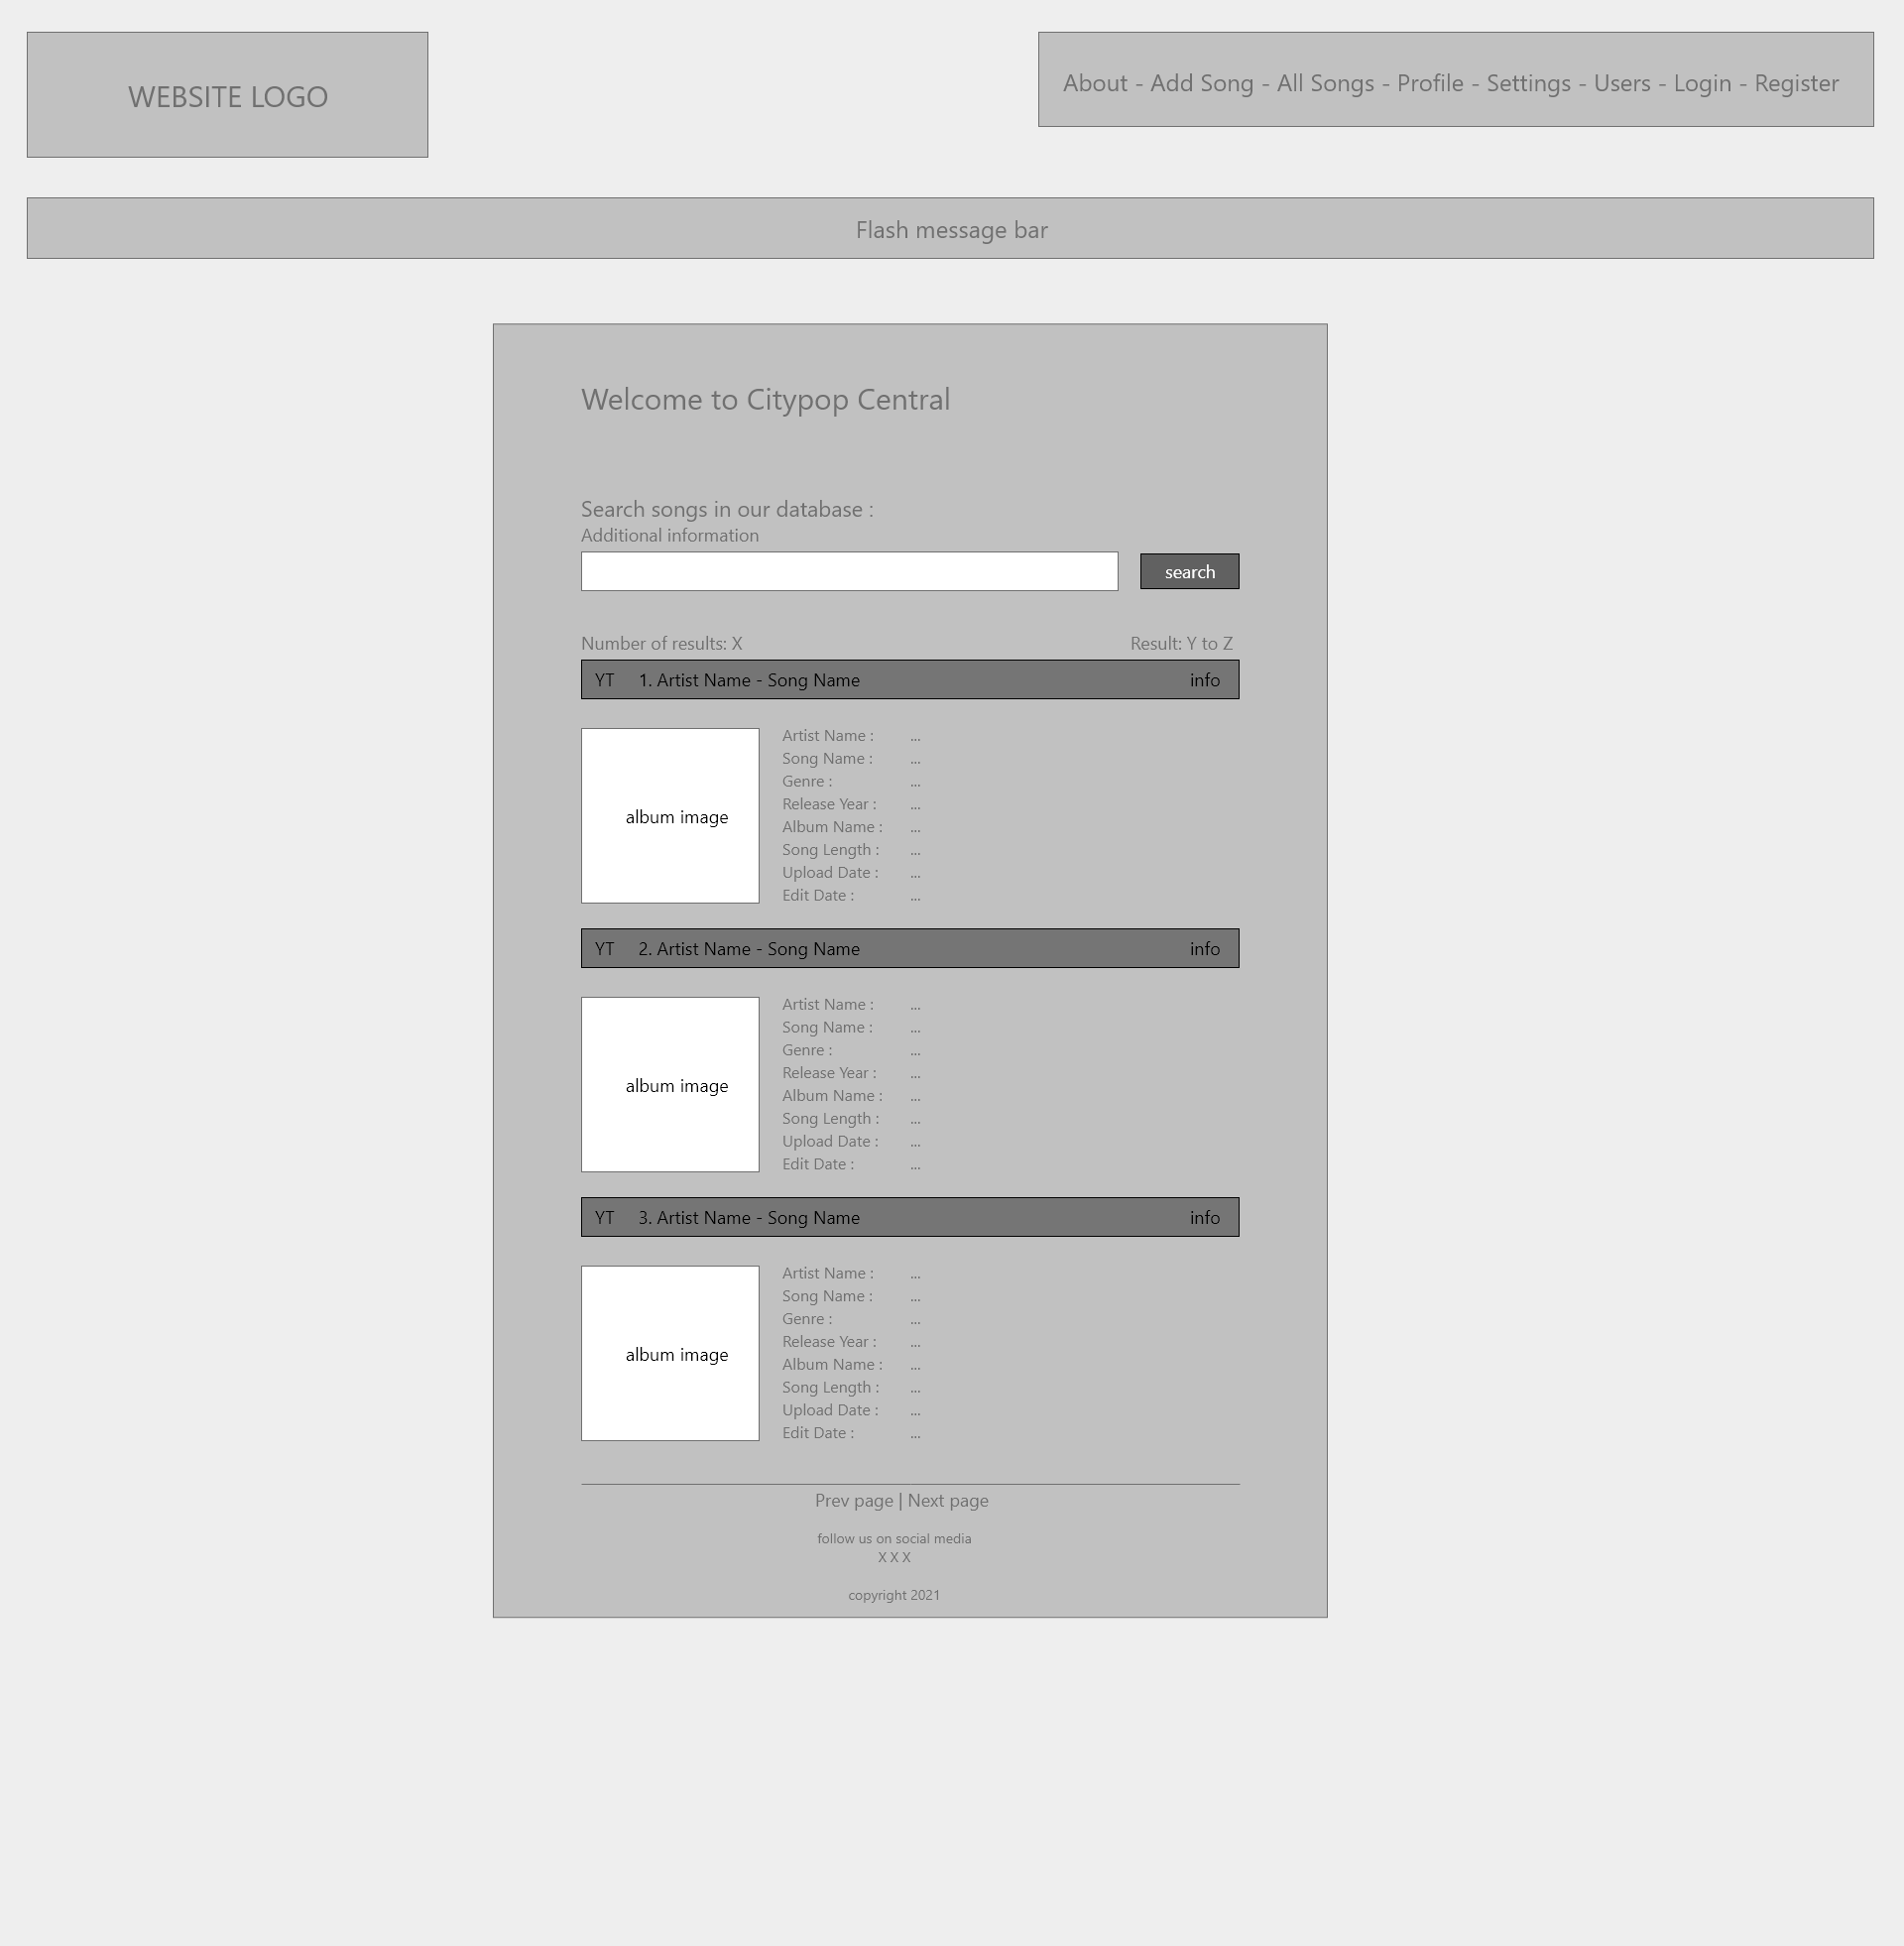 WEBSITE LOGO
About - Add Song - All Songs - Profile - Settings - Users - Login - Register
Flash message bar
Welcome to Citypop Central
Search songs in our database :
Additional information
search
Number of results: X
Result: Y to Z
YT 1. Artist Name - Song Name info
album image
Artist Name : ...
Song Name : ...
Genre : ...
Release Year : ...
Album Name : ...
Song Length : ...
Upload Date : ...
Edit Date : ...
YT 2. Artist Name - Song Name info
album image
Artist Name : ...
Song Name : ...
Genre : ...
Release Year : ...
Album Name : ...
Song Length : ...
Upload Date : ...
Edit Date : ...
YT 3. Artist Name - Song Name info
album image
Artist Name : ...
Song Name : ...
Genre : ...
Release Year : ...
Album Name : ...
Song Length : ...
Upload Date : ...
Edit Date : ...
Prev page | Next page
follow us on social media
X X X
copyright 2021